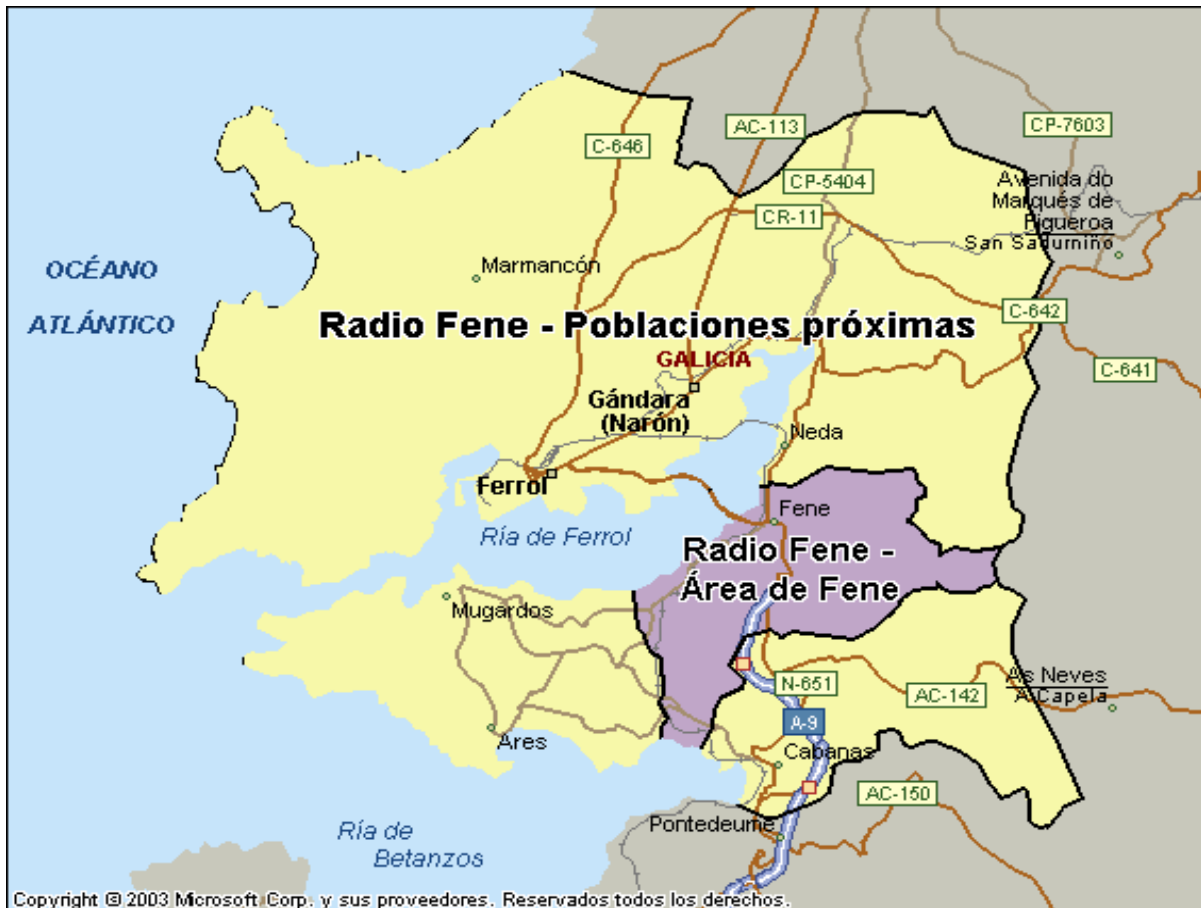 C-646
AC-113
CP-7603
CP-5404
Avenida do
Marqués de
Figueroa
San Sadurniño
CR-11
OCÉANO
ATLÁNTICO
Marmancón
C-642
Radio Fene - Poblaciones próximas
GALICIA
C-641
Gándara
(Narón)
Neda
Ferrol
Fene
Ría de Ferrol
Radio Fene -
Área de Fene
Mugardos
As Neves
A Capela
N-651
AC-142
A-9
Ares
Cabanas
AC-150
Pontedeume
Ría de
Betanzos
Copyright © 2003 Microsoft Corp. y sus proveedores. Reservados todos los derechos.